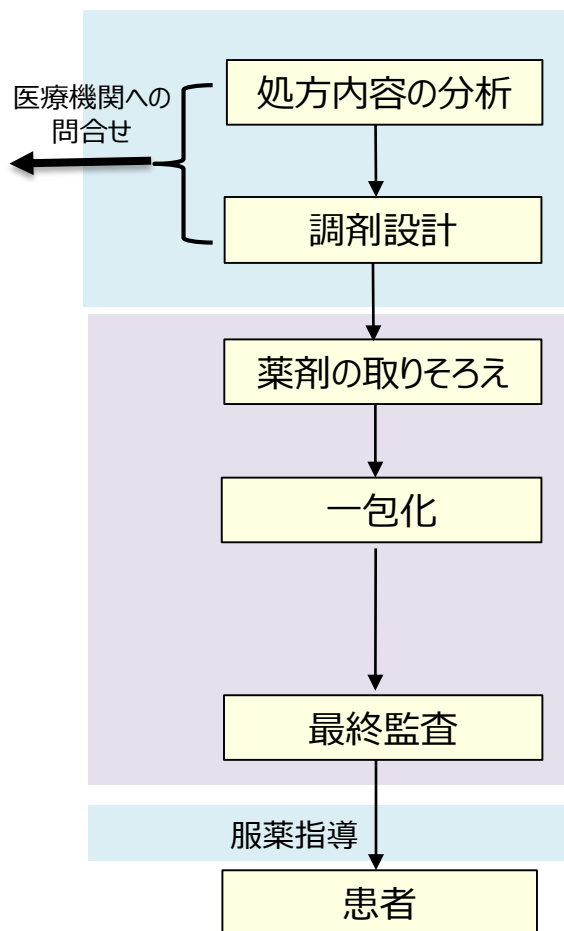 処方内容の分析
医療機関への
問合せ
調剤設計
薬剤の取りそろえ
一包化
最終監査
服薬指導
患者